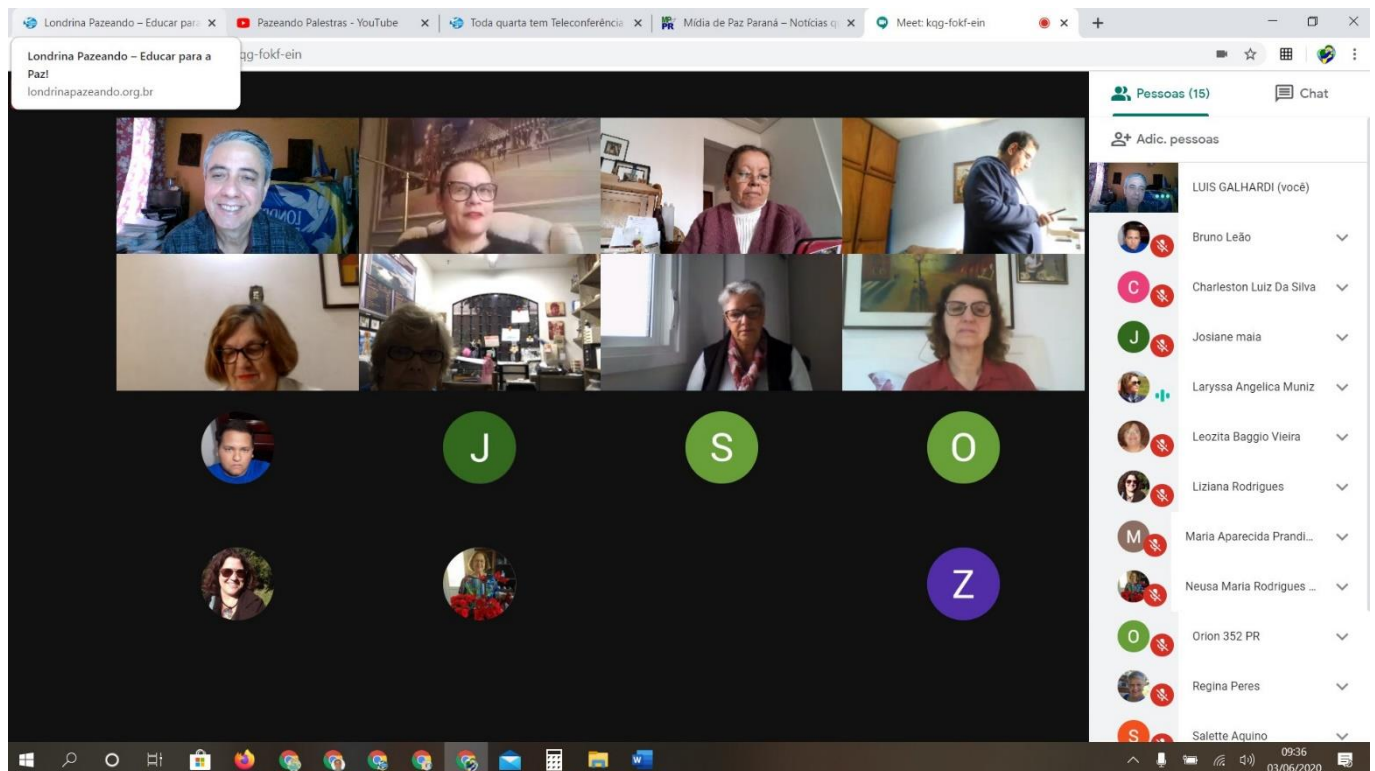 Londrina Pazeando – Educar para
Pazeando Palestras - YouTube
Toda quarta tem Teleconferência
Mídia de Paz Paraná – Notícias q
Meet: kqg-fokf-ein
Londrina Pazeando – Educar para a
Paz!
londrinapazeando.org.br
qg-fokf-ein
Pessoas (15)
Chat
Adic. pessoas
LUIS GALHARDI (você)
Bruno Leão
C
Charleston Luiz Da Silva
J
Josiane maia
Laryssa Angelica Muniz
Leozita Baggio Vieira
Liziana Rodrigues
M
Maria Aparecida Prandi...
Neusa Maria Rodrigues ...
O
Orion 352 PR
Regina Peres
S
Salette Aquino
J
S
O
Z
09:36
03/06/2020